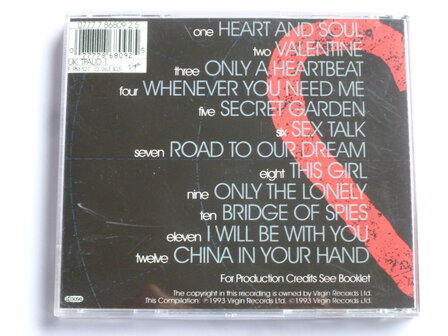 one HEART AND SOUL
two VALENTINE
three ONLY A HEARTBEAT
four WHENEVER YOU NEED ME
five SECRET GARDEN
six SEX TALK
seven ROAD TO OUR DREAM
eight THIS GIRL
nine ONLY THE LONELY
ten BRIDGE OF SPIES
eleven I WILL BE WITH YOU
twelve CHINA IN YOUR HAND
For Production Credits See Booklet
The copyright in this recording is owned by Virgin Records Ltd.
This Compilation: ℗ 1993 Virgin Records Ltd. © 1993 Virgin Records Ltd.